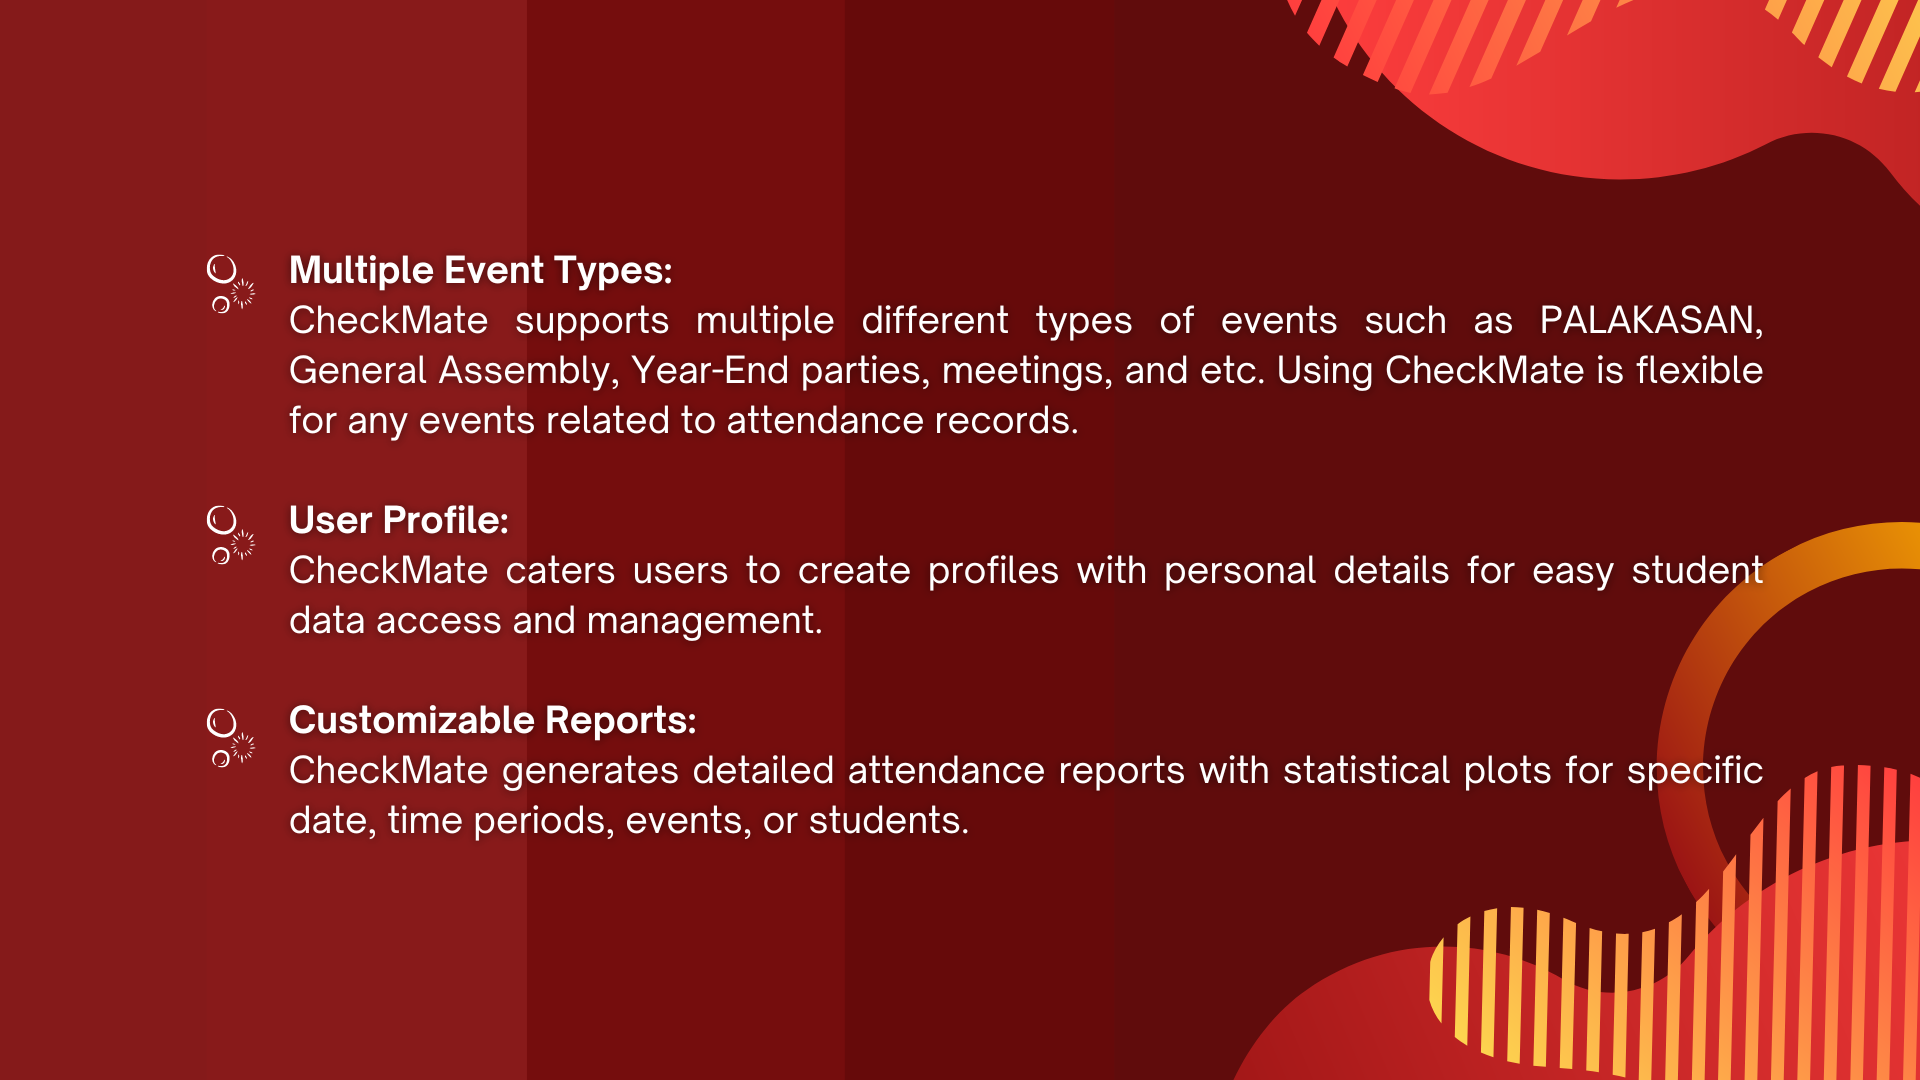 Multiple Event Types:
CheckMate supports multiple different types of events such as PALAKASAN,
General Assembly, Year-End parties, meetings, and etc. Using CheckMate is flexible
for any events related to attendance records.
User Profile:
CheckMate caters users to create profiles with personal details for easy student
data access and management.
Customizable Reports:
CheckMate generates detailed attendance reports with statistical plots for specific
date, time periods, events, or students.